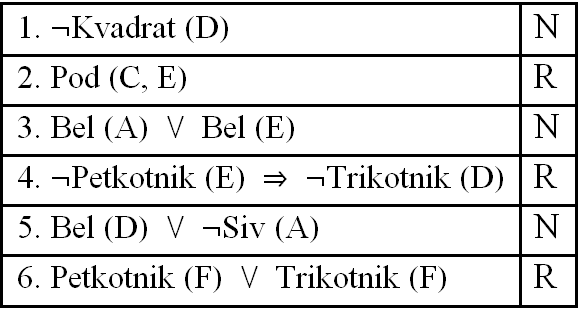 1. ¬Kvadrat (D) N
2. Pod (C, E) R
3. Bel (A) \/ Bel (E) N
4. ¬Petkotnik (E) ⇒ ¬Trikotnik (D) R
5. Bel (D) \/ ¬Siv (A) N
6. Petkotnik (F) \/ Trikotnik (F) R